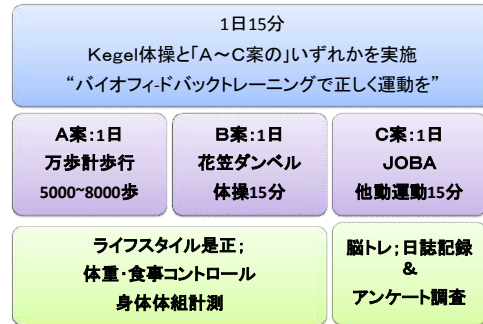 1日15分
Kegel体操と「A～C案の」いずれかを実施
“バイオフィ-ドバックトレーニングで正しく運動を”
A案:1日
万歩計歩行
5000~8000歩
B案:1日
花笠ダンベル
体操15分
C案:1日
JOBA
他動運動15分
ライフスタイル是正;
体重・食事コントロール
身体体組計測
脳トレ;日誌記録
&
アンケート調査